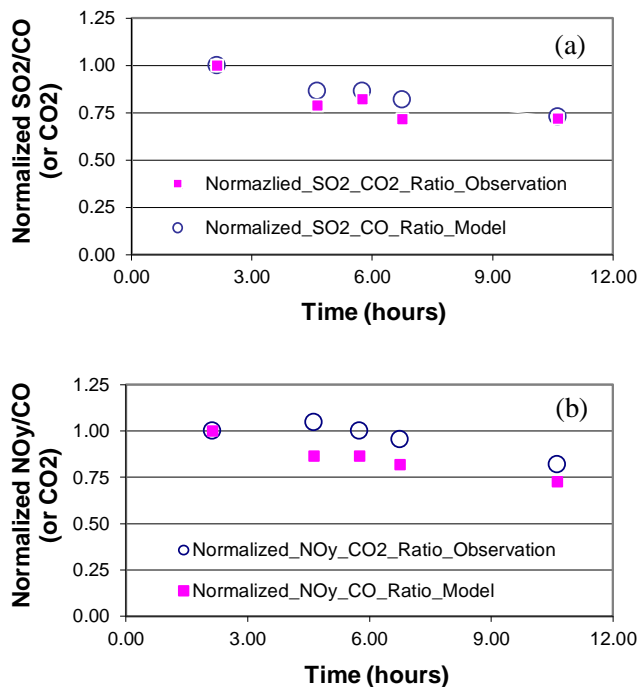 Normalized SO2/CO
(or CO2)
1.25
1.00
0.75
0.50
0.25
0.00
(a)
Normazlied_SO2_CO2_Ratio_Observation
Normalized_SO2_CO_Ratio_Model
0.00 3.00 6.00 9.00 12.00
Time (hours)
Normalized NOy/CO
(or CO2)
1.25
1.00
0.75
0.50
0.25
0.00
(b)
Normalized_NOy_CO2_Ratio_Observation
Normalized_NOy_CO_Ratio_Model
0.00 3.00 6.00 9.00 12.00
Time (hours)